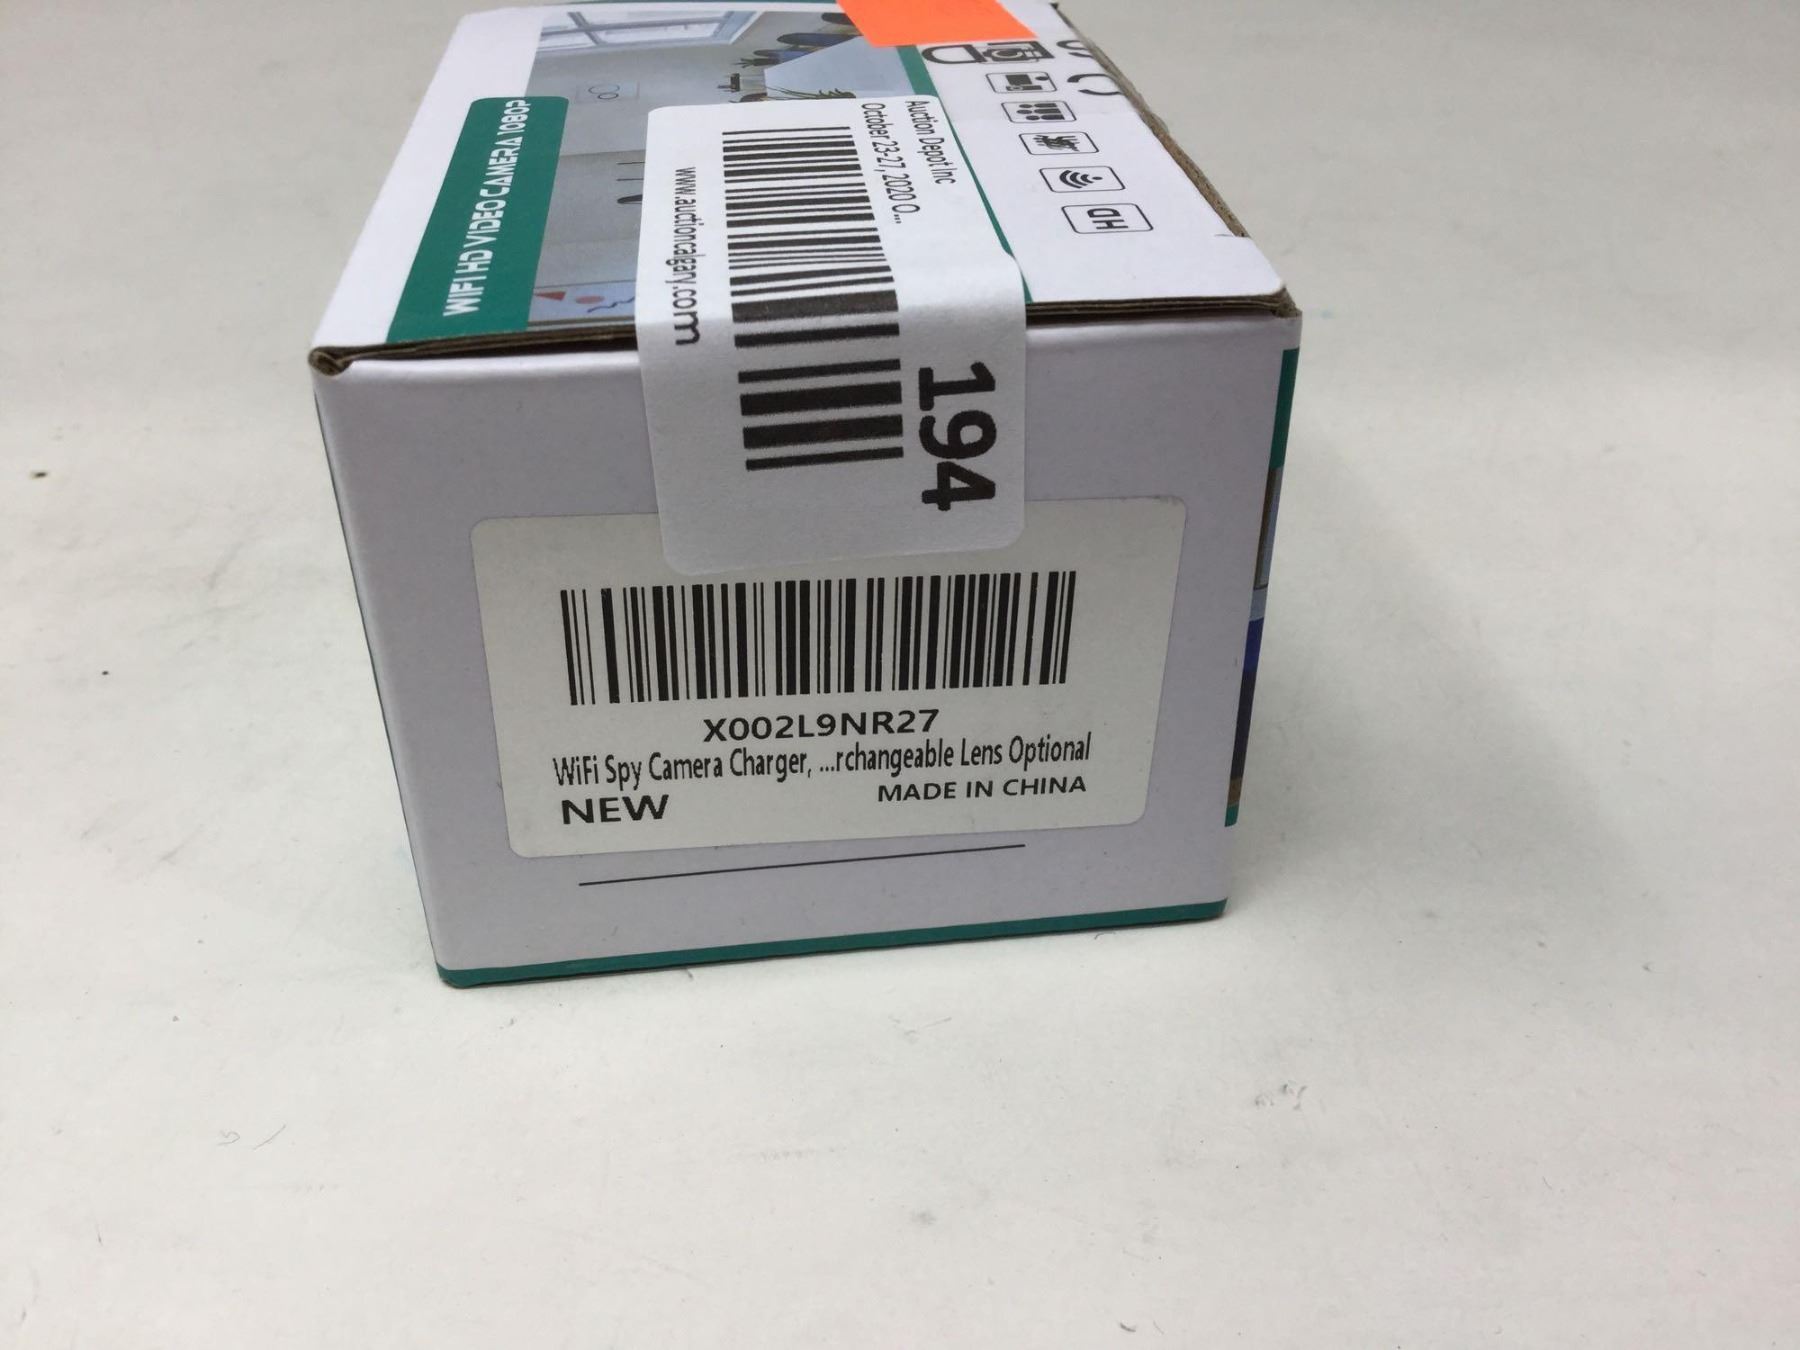 WIFI HD VIDEO CAMERA 1080P
HD
Auction Depot Inc
October 23-27, 2020 O...
194
www.auctioncalgary.com
X002L9NR27
WiFi Spy Camera Charger, ...rchangeable Lens Optional
NEW
MADE IN CHINA